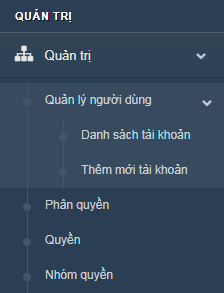 QUẢN TRỊ
Quản trị
Quản lý người dùng
Danh sách tài khoản
Thêm mới tài khoản
Phân quyền
Quyền
Nhóm quyền